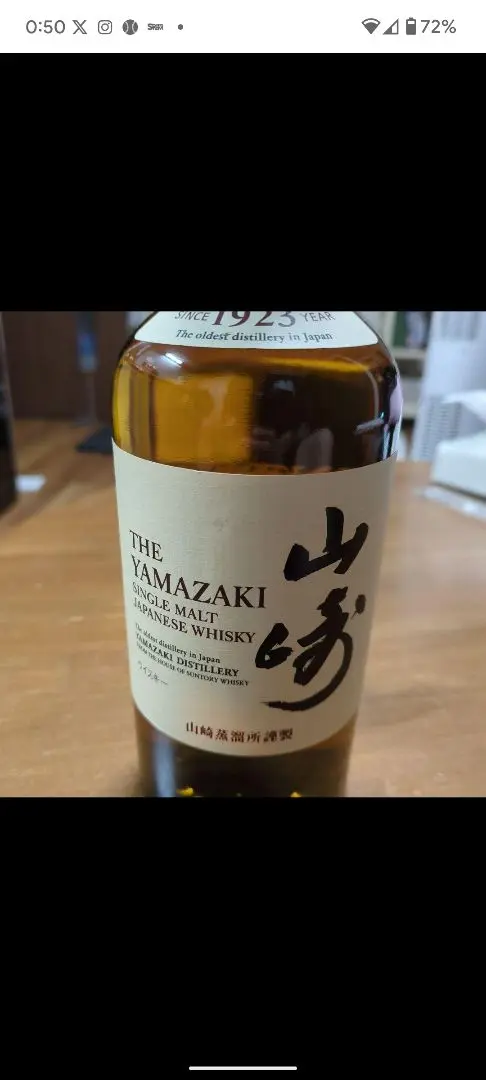 0:50
72%
SINCE 1923 YEAR
The oldest distillery in Japan
THE
YAMAZAKI
SINGLE MALT
JAPANESE WHISKY
The oldest distillery in Japan
YAMAZAKI DISTILLERY
FROM THE HOUSE OF SUNTORY WHISKY
ウイスキー
山崎
山崎蒸溜所謹製